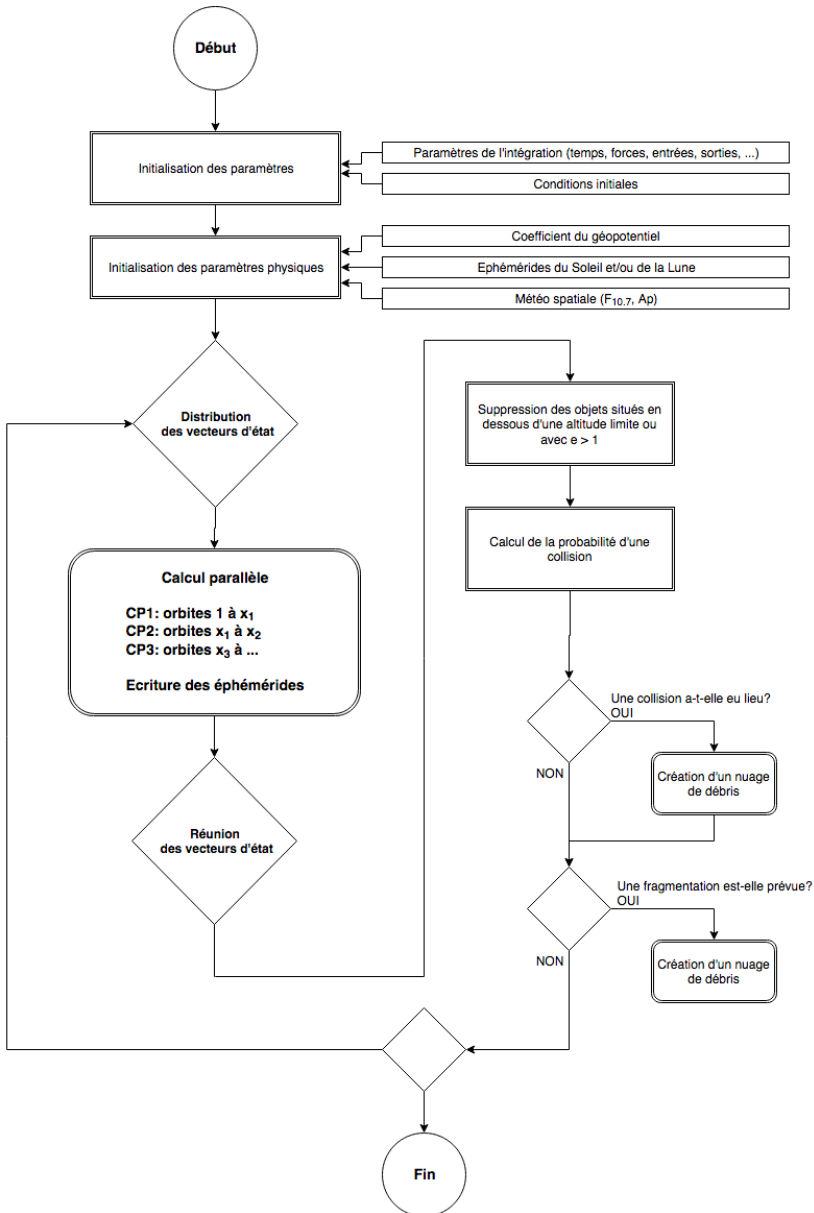 Début
Initialisation des paramètres
Paramètres de l'intégration (temps, forces, entrées, sorties, ...)
Conditions initiales
Initialisation des paramètres physiques
Coefficient du géopotentiel
Ephémérides du Soleil et/ou de la Lune
Météo spatiale (F10.7, Ap)
Distribution
des vecteurs d'état
Calcul parallèle
CP1: orbites 1 à x1
CP2: orbites x1 à x2
CP3: orbites x3 à ...
Ecriture des éphémérides
Réunion
des vecteurs d'état
Suppression des objets situés en
dessous d'une altitude limite ou
avec e > 1
Calcul de la probabilité d'une
collision
Une collision a-t-elle eu lieu?
OUI
NON
Création d'un nuage
de débris
Une fragmentation est-elle prévue?
OUI
NON
Création d'un nuage
de débris
Fin